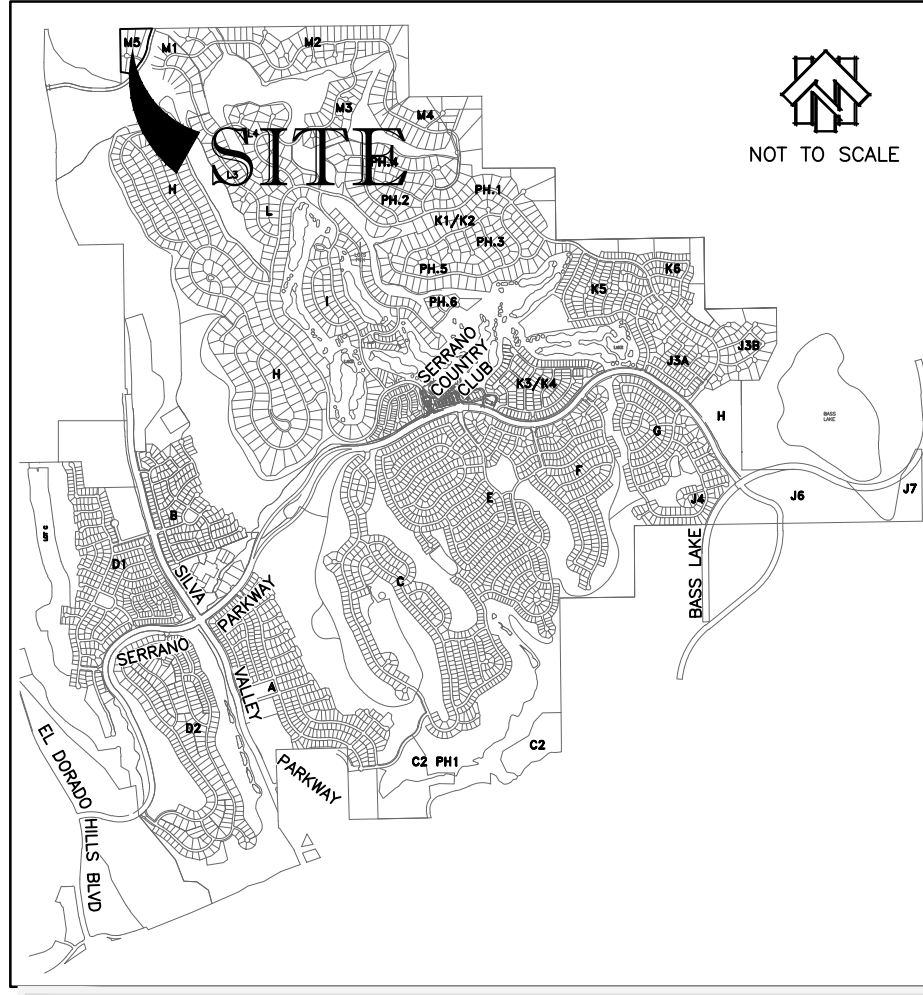 M5
M1
M2
M3
M4
L4
SITE
L3
PH.4
NOT TO SCALE
H
PH.2
PH.1
L
K1/K2
PH.3
PH.5
K6
I
PH.6
K5
SERRANO
COUNTRY
CLUB
J3B
J3A
H
K3/K4
H
BASS
LAKE
G
F
E
J4
J6
J7
B
D1
SILVA
PARKWAY
C
BASS LAKE
SERRANO
VALLEY
A
D2
C2
C2 PH1
PARKWAY
EL DORADO
HILLS BLVD